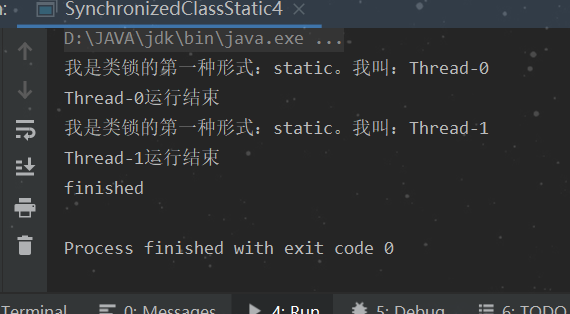 SynchronizedClassStatic4
D:\JAVA\jdk\bin\java.exe ...
我是类锁的第一种形式：static。我叫：Thread-0
Thread-0运行结束
我是类锁的第一种形式：static。我叫：Thread-1
Thread-1运行结束
finished
Process finished with exit code 0
Terminal 0: Messages 4: Run 5: Debug 6: TODO